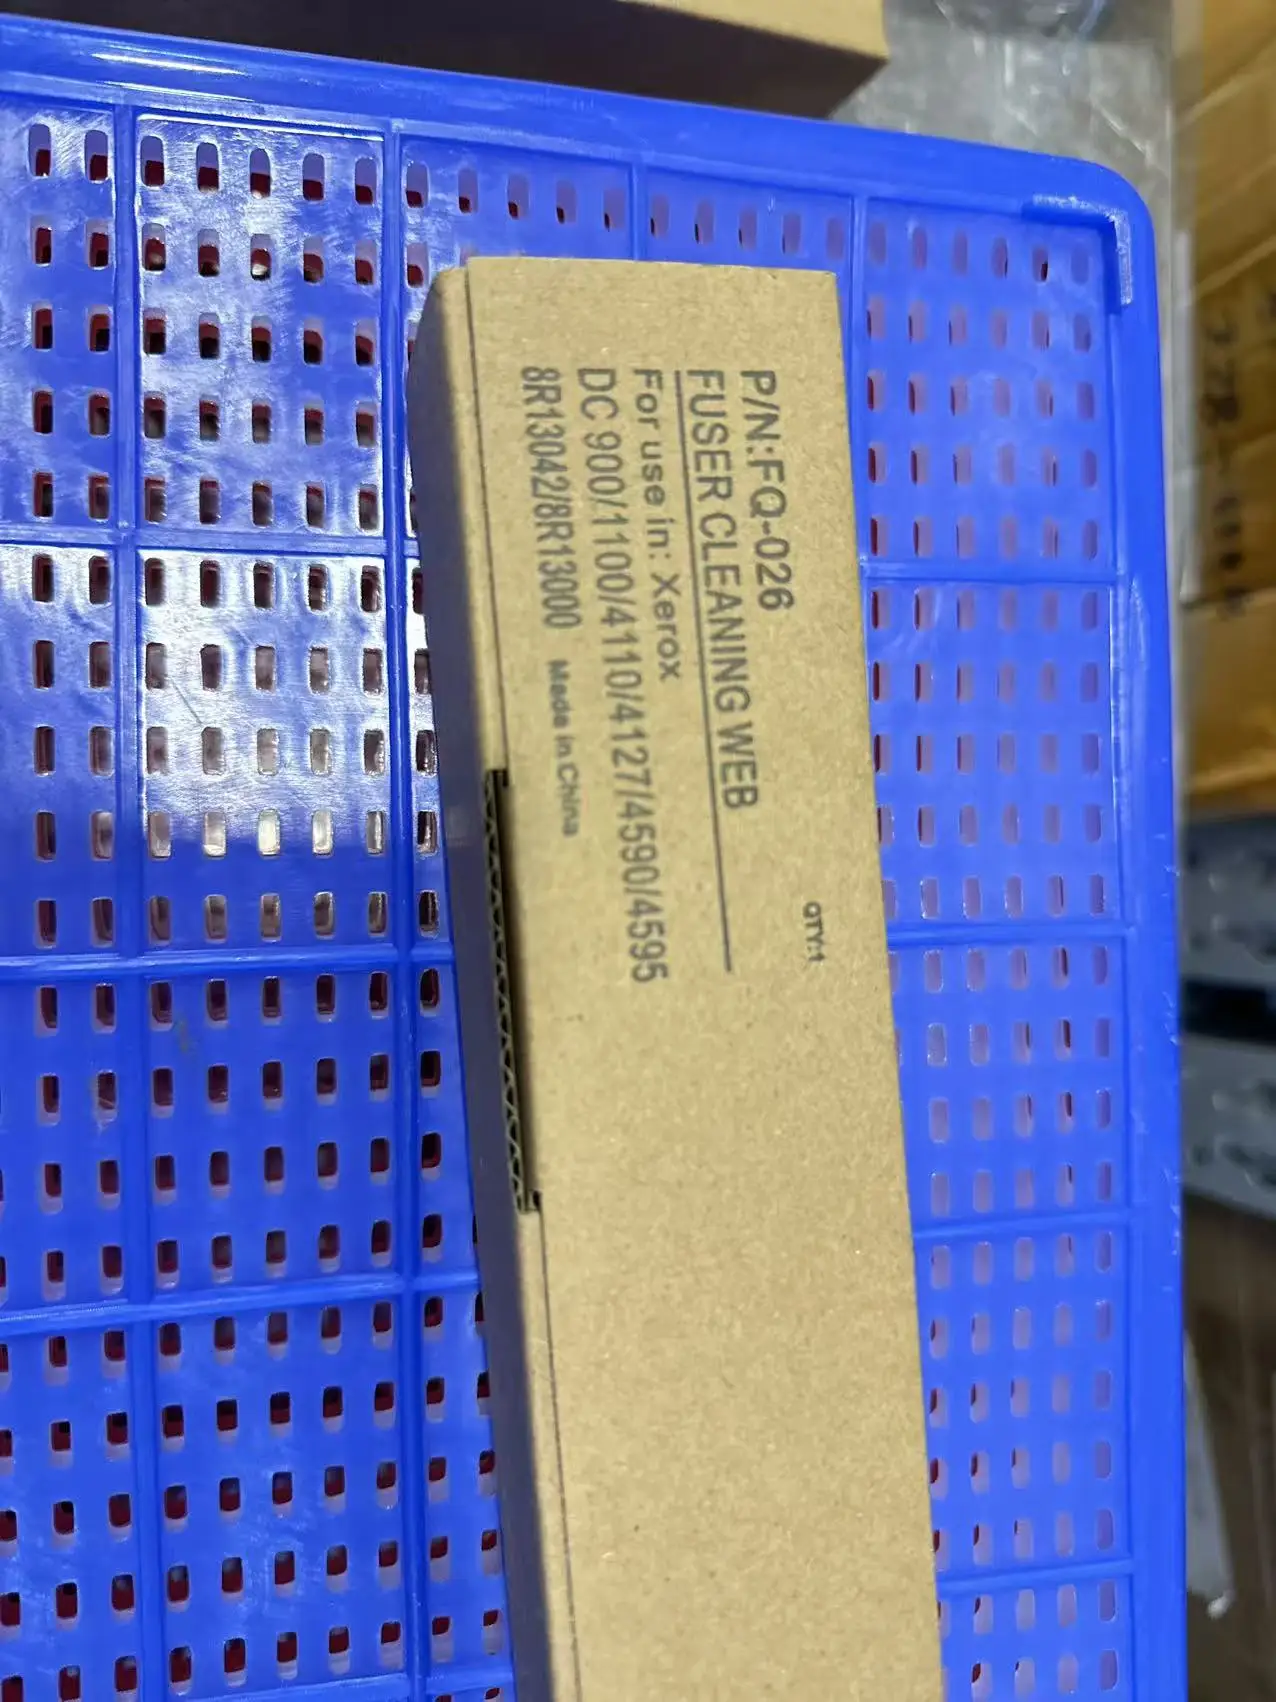 P/N:FQ-026
QTY:1
FUSER CLEANING WEB
For use in: Xerox
DC 900/1100/4110/4127/4590/4595
8R13042/8R13000 Made in China